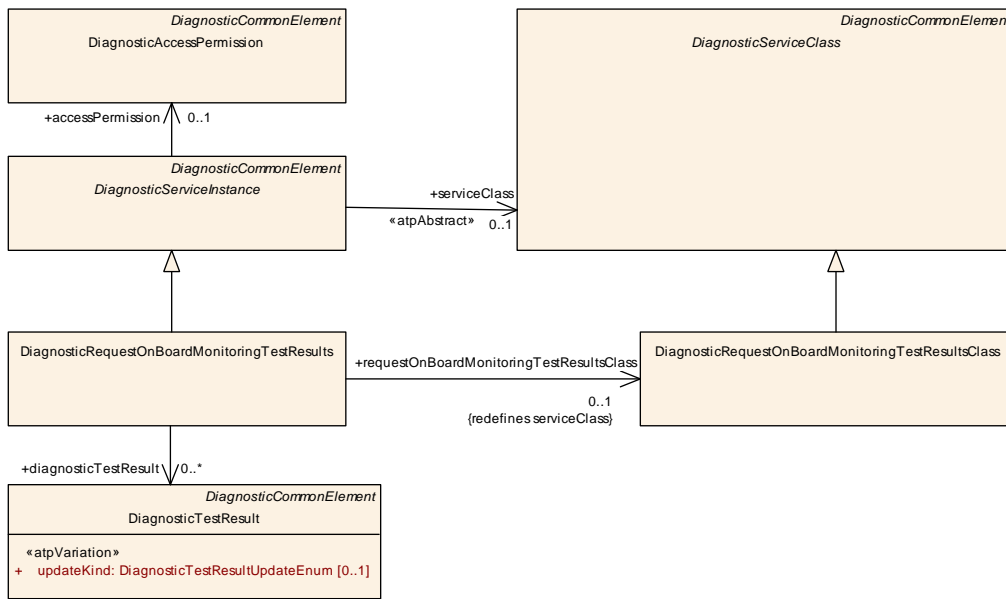 DiagnosticCommonElement
DiagnosticAccessPermission
DiagnosticCommonElement
DiagnosticServiceClass
+accessPermission
0..1
DiagnosticCommonElement
DiagnosticServiceInstance
+serviceClass
«atpAbstract»
0..1
DiagnosticRequestOnBoardMonitoringTestResults
+requestOnBoardMonitoringTestResultsClass
0..1
{redefines serviceClass}
DiagnosticRequestOnBoardMonitoringTestResultsClass
+diagnosticTestResult
0..*
DiagnosticCommonElement
DiagnosticTestResult
«atpVariation»
+ updateKind: DiagnosticTestResultUpdateEnum [0..1]